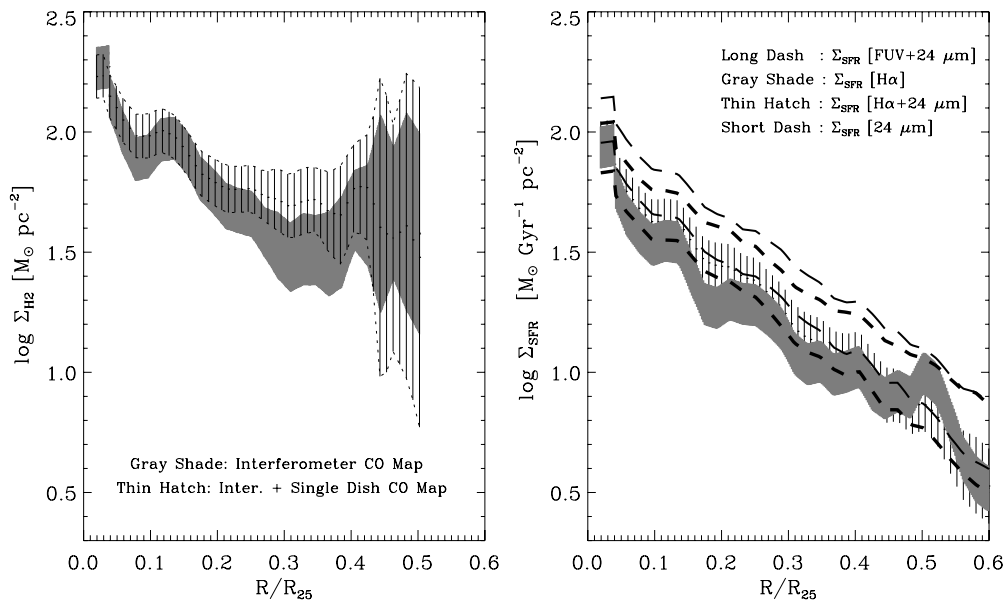 2.5
2.0
1.5
1.0
0.5
log Σ_H2 [M⊙ pc⁻²]
Gray Shade: Interferometer CO Map
Thin Hatch: Inter. + Single Dish CO Map
0.0 0.1 0.2 0.3 0.4 0.5 0.6
R/R₂₅
2.5
2.0
1.5
1.0
0.5
log Σ_SFR [M⊙ Gyr⁻¹ pc⁻²]
Long Dash : Σ_SFR [FUV+24 μm]
Gray Shade : Σ_SFR [Hα]
Thin Hatch : Σ_SFR [Hα+24 μm]
Short Dash : Σ_SFR [24 μm]
0.0 0.1 0.2 0.3 0.4 0.5 0.6
R/R₂₅